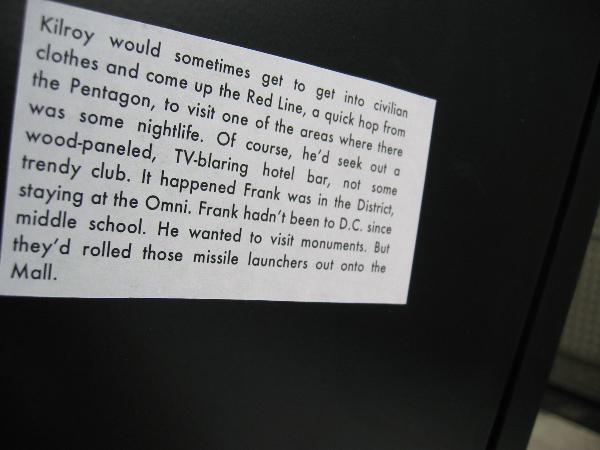 Kilroy would sometimes get to get into civilian
clothes and come up the Red Line, a quick hop from
the Pentagon, to visit one of the areas where there
was some nightlife. Of course, he'd seek out a
wood-paneled, TV-blaring hotel bar, not some
trendy club. It happened Frank was in the District,
staying at the Omni. Frank hadn't been to D.C. since
middle school. He wanted to visit monuments. But
they'd rolled those missile launchers out onto the
Mall.